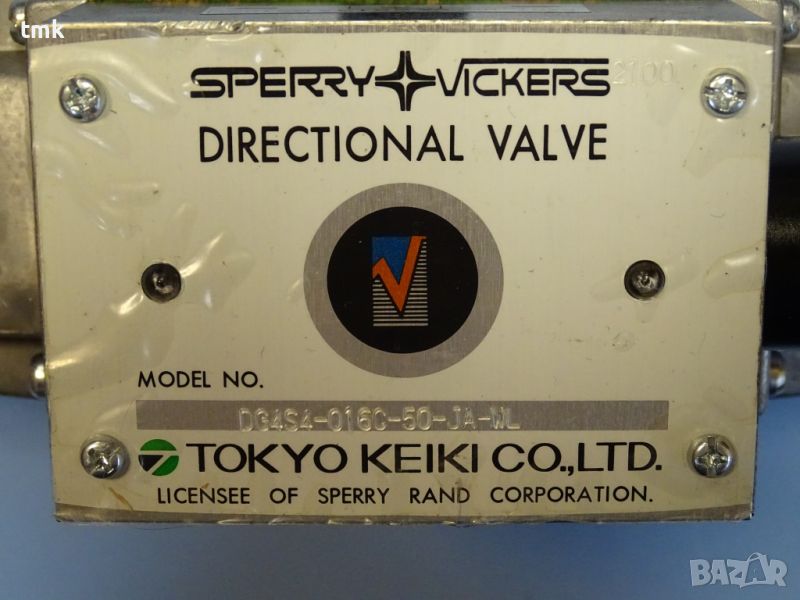 tmk
SPERRY VICKERS
2100
DIRECTIONAL VALVE
MODEL NO.
DG4S4-016C-50-JA-WL
TOKYO KEIKI CO.,LTD.
LICENSEE OF SPERRY RAND CORPORATION.
BAZAR